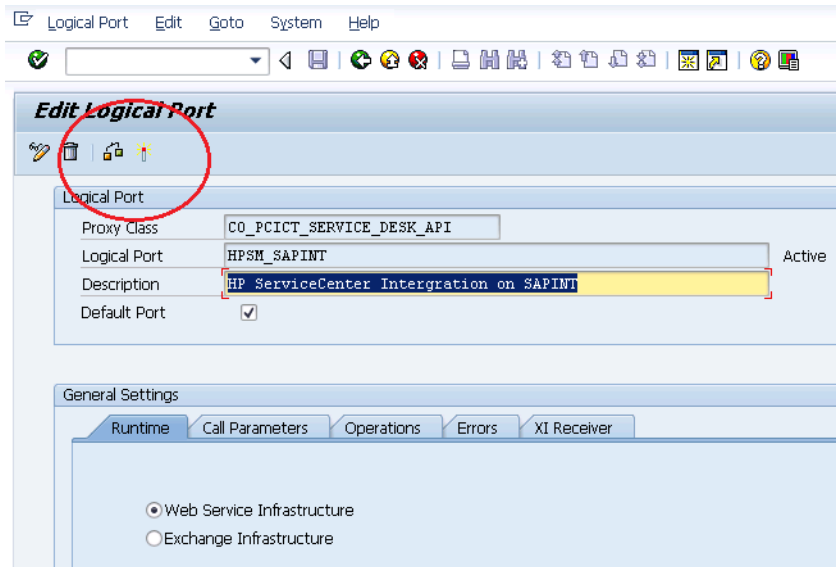 Logical Port Edit Goto System Help
Edit Logical Port
Logical Port
Proxy Class CO_PCICT_SERVICE_DESK_API
Logical Port HPSM_SAPINT Active
Description HP ServiceCenter Intergration on SAPINT
Default Port
General Settings
Runtime Call Parameters Operations Errors XI Receiver
Web Service Infrastructure
Exchange Infrastructure